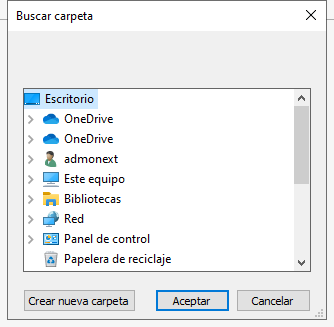 Buscar carpeta
Escritorio
OneDrive
OneDrive
admonext
Este equipo
Bibliotecas
Red
Panel de control
Papelera de reciclaje
Crear nueva carpeta
Aceptar
Cancelar